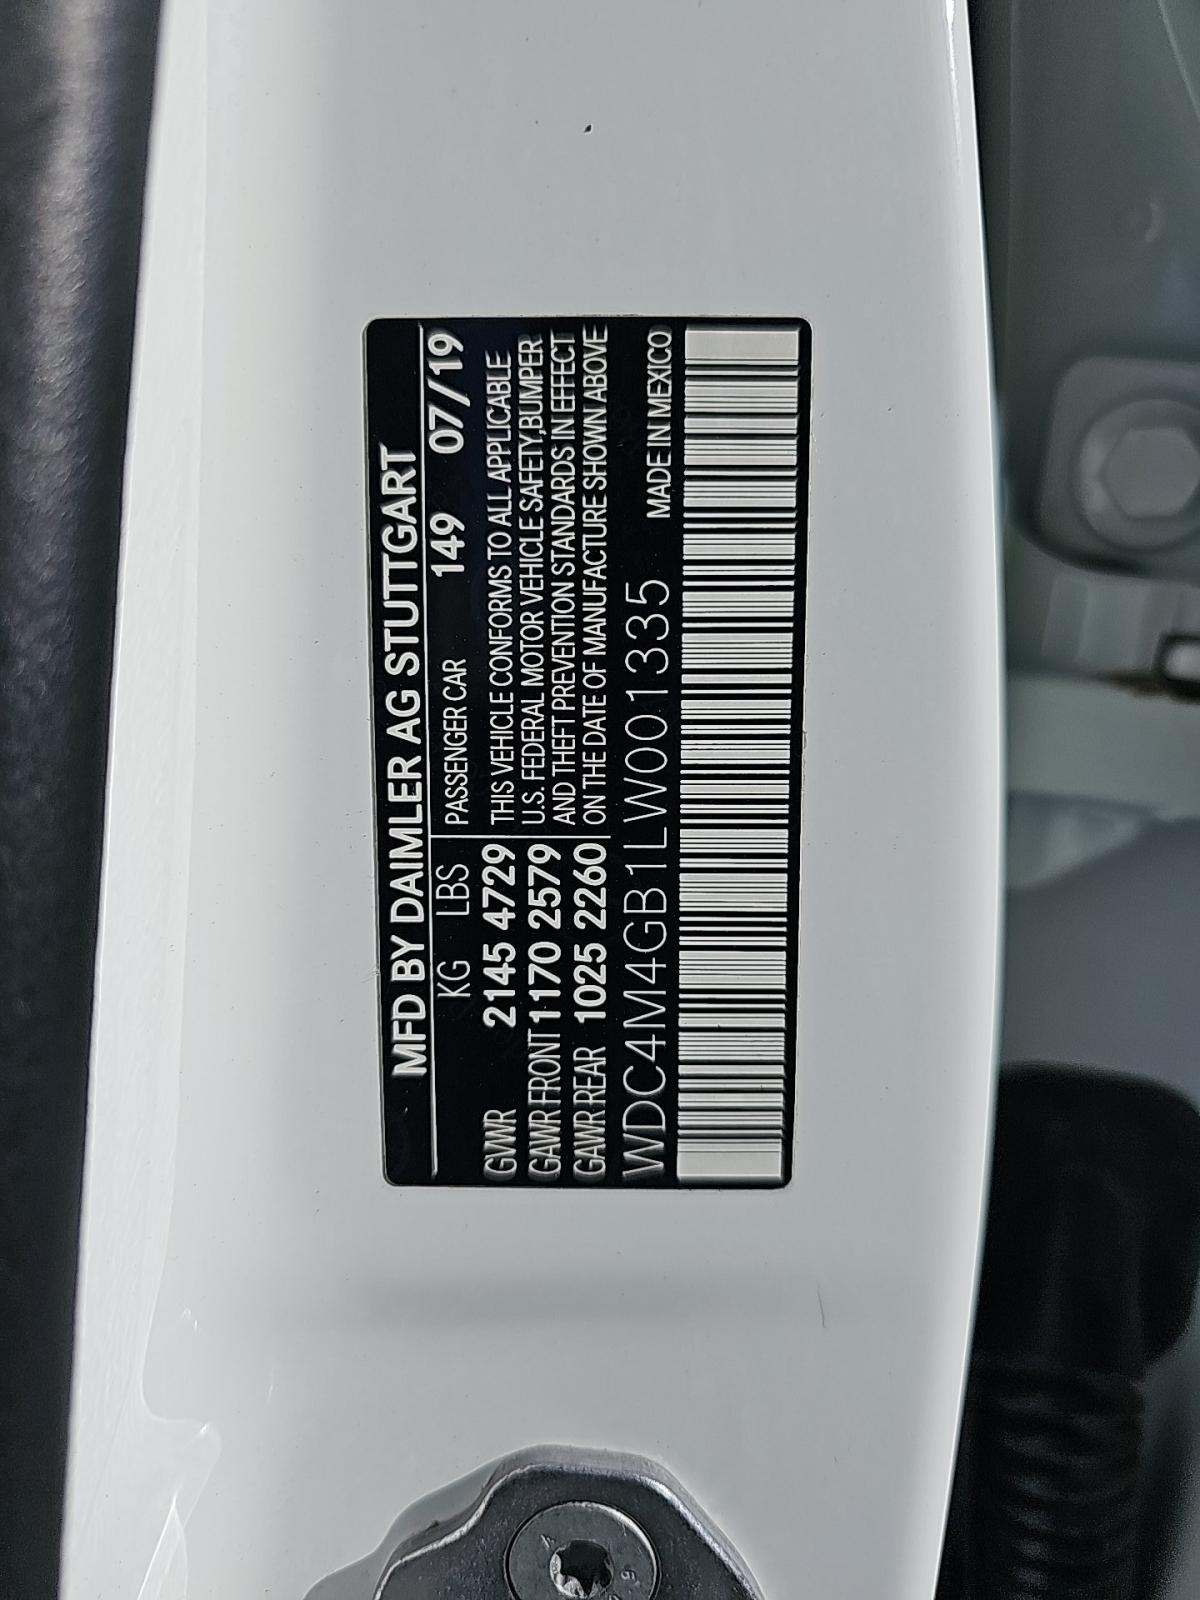 MFD BY DAIMLER AG STUTTGART
KG LBS
GVWR 2145 4729
GAWR FRONT 1170 2579
GAWR REAR 1025 2260
PASSENGER CAR 149 07/19
THIS VEHICLE CONFORMS TO ALL APPLICABLE
U.S. FEDERAL MOTOR VEHICLE SAFETY,BUMPER
AND THEFT PREVENTION STANDARDS IN EFFECT
ON THE DATE OF MANUFACTURE SHOWN ABOVE
WDC4M4GB1LW001335 MADE IN MEXICO